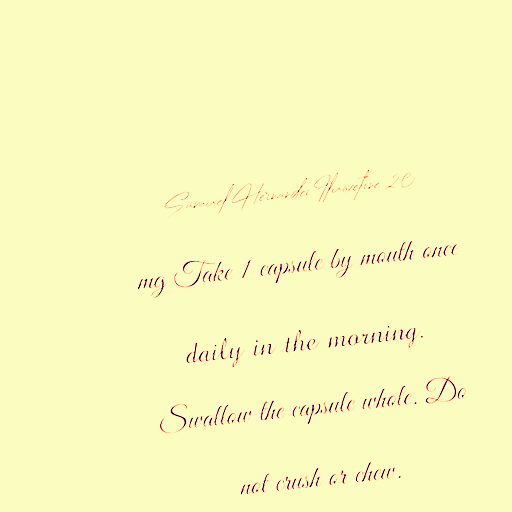 Samuel Hernandez Fluoxetine 20
mg Take 1 capsule by mouth once
daily in the morning.
Swallow the capsule whole. Do
not crush or chew.